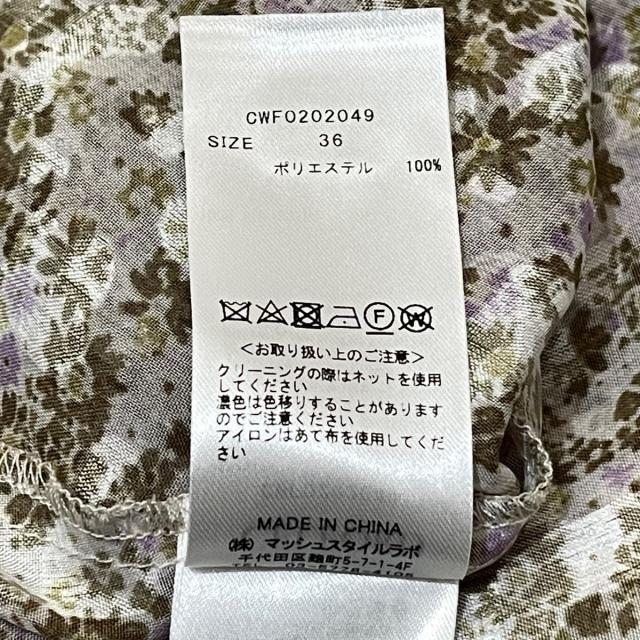 CWF0202049
SIZE 36
ポリエステル 100%
F W
<お取り扱い上のご注意>
クリーニングの際はネットを使用
してください
濃色は色移りすることがあります
のでご注意ください
アイロンはあて布を使用してください
MADE IN CHINA
(株) マッシュスタイルラボ
千代田区麹町5-7-1-4F
TEL